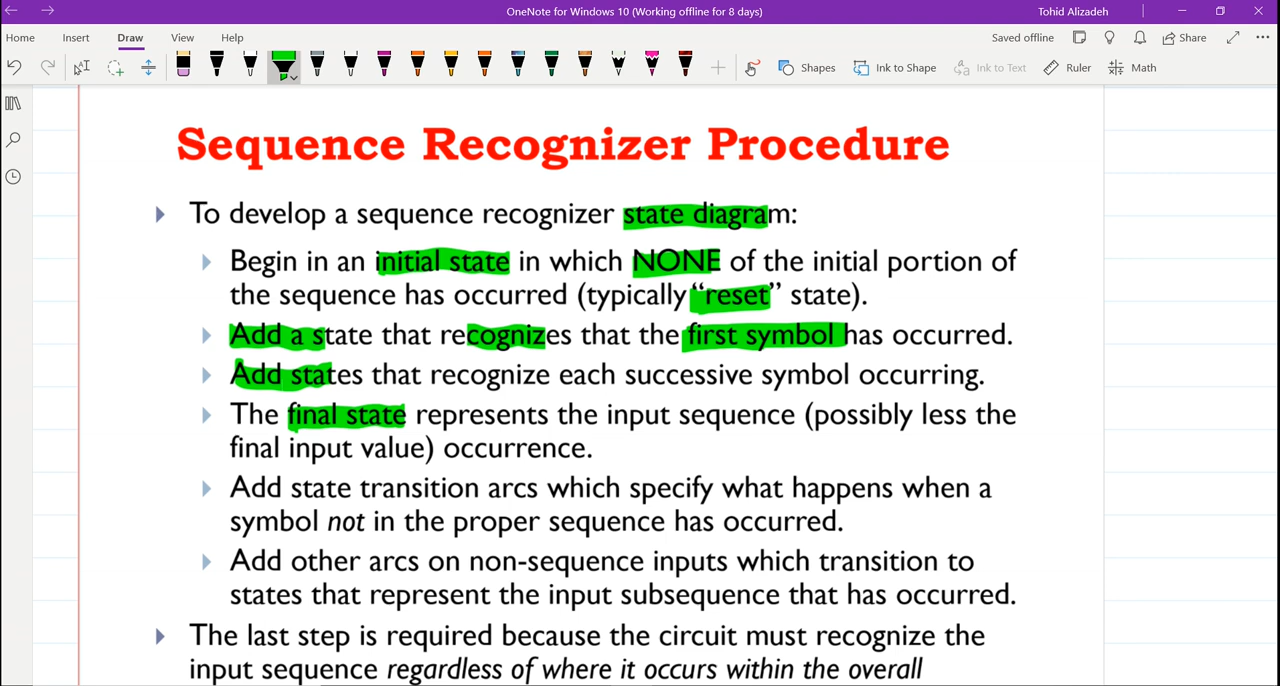 OneNote for Windows 10 (Working offline for 8 days)
Tohid Alizadeh
Home
Insert
Draw
View
Help
Saved offline
Share
Shapes
Ink to Shape
Ink to Text
Ruler
Math
Sequence Recognizer Procedure
To develop a sequence recognizer state diagram:
Begin in an initial state in which NONE of the initial portion of
the sequence has occurred (typically “reset” state).
Add a state that recognizes that the first symbol has occurred.
Add states that recognize each successive symbol occurring.
The final state represents the input sequence (possibly less the
final input value) occurrence.
Add state transition arcs which specify what happens when a
symbol not in the proper sequence has occurred.
Add other arcs on non-sequence inputs which transition to
states that represent the input subsequence that has occurred.
The last step is required because the circuit must recognize the
input sequence regardless of where it occurs within the overall